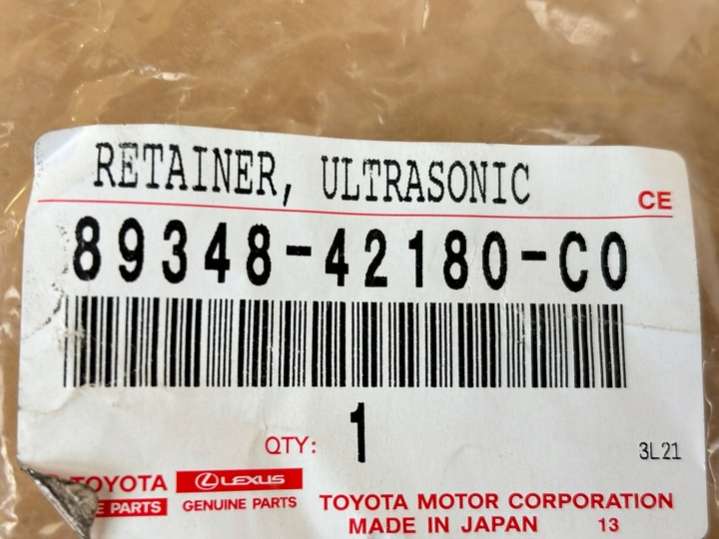 RETAINER, ULTRASONIC
CE
89348-42180-C0
QTY: 1
3L21
TOYOTA LEXUS
PARTS GENUINE PARTS
TOYOTA MOTOR CORPORATION
MADE IN JAPAN 13